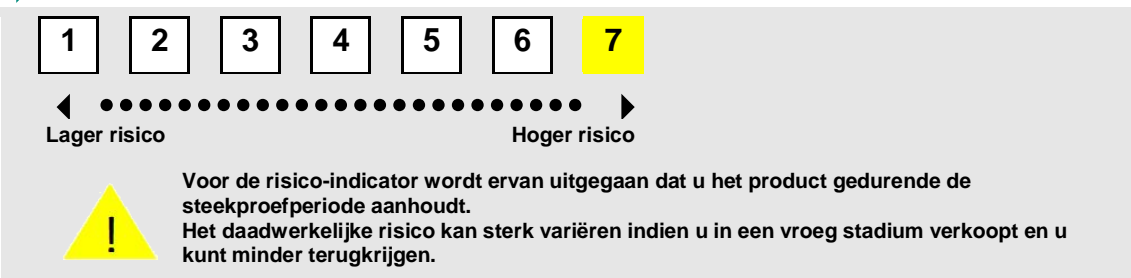 1 2 3 4 5 6 7
Lager risico Hoger risico
!
Voor de risico-indicator wordt ervan uitgegaan dat u het product gedurende de
steekproefperiode aanhoudt.
Het daadwerkelijke risico kan sterk variëren indien u in een vroeg stadium verkoopt en u
kunt minder terugkrijgen.